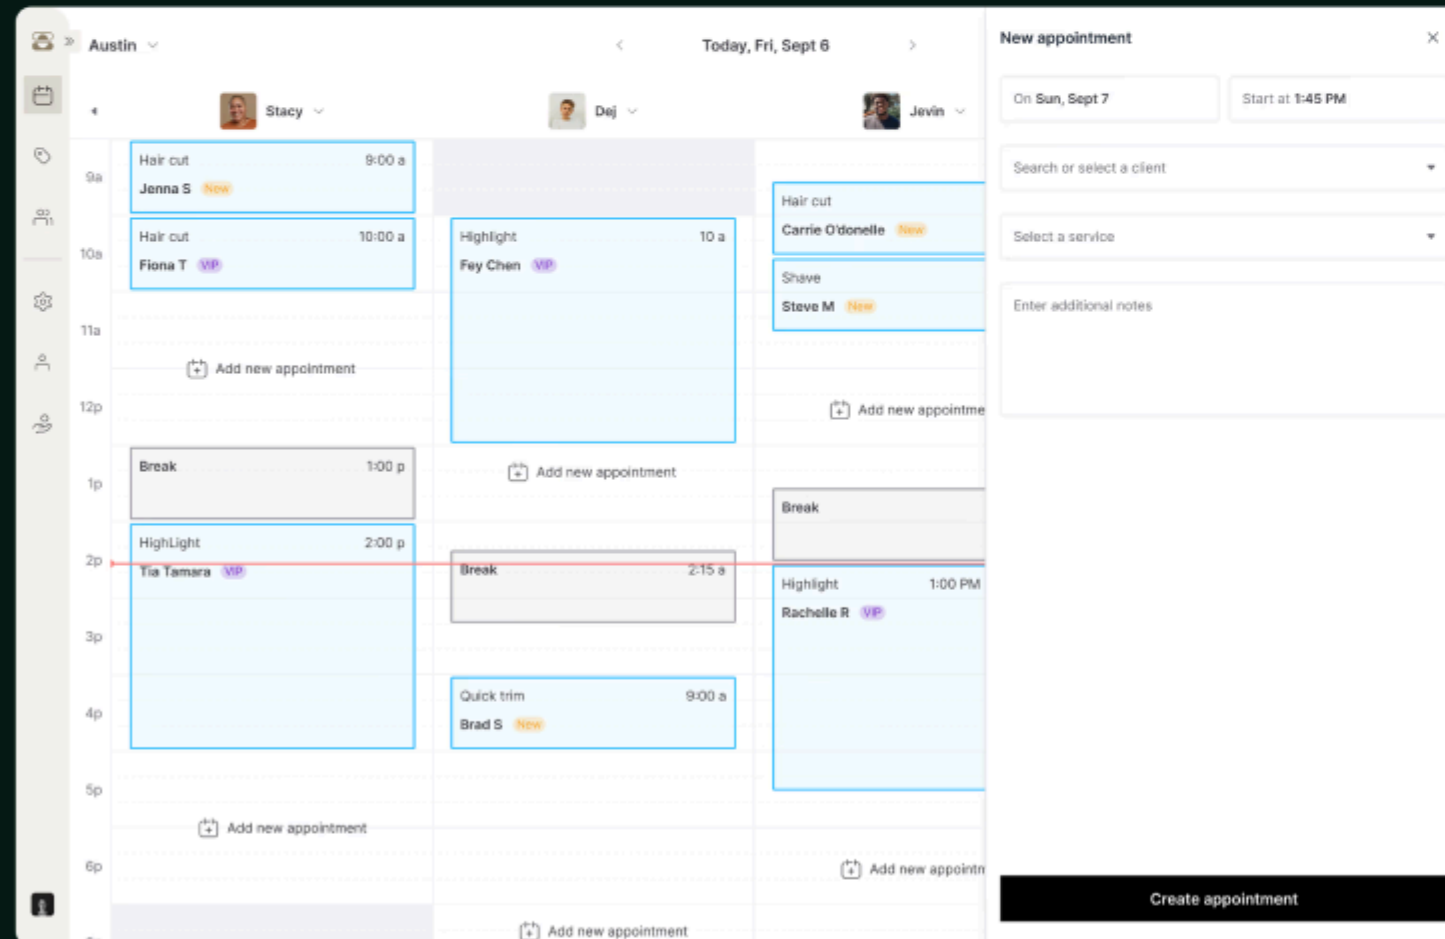 Austin
Today, Fri, Sept 6
New appointment
On Sun, Sept 7
Start at 1:45 PM
Stacy
Dej
Jevin
Search or select a client
Select a service
Enter additional notes
Create appointment
9a
10a
11a
12p
1p
2p
3p
4p
5p
6p
Hair cut 9:00 a
Jenna S New
Hair cut 10:00 a
Fiona T VIP
Add new appointment
Break 1:00 p
HighLight 2:00 p
Tia Tamara VIP
Add new appointment
Highlight 10 a
Fey Chen VIP
Add new appointment
Break 2:15 a
Quick trim 9:00 a
Brad S New
Add new appointment
Hair cut
Carrie O'donelle New
Shave
Steve M New
Add new appointme
Break
Highlight 1:00 PM
Rachelle R VIP
Add new appointn